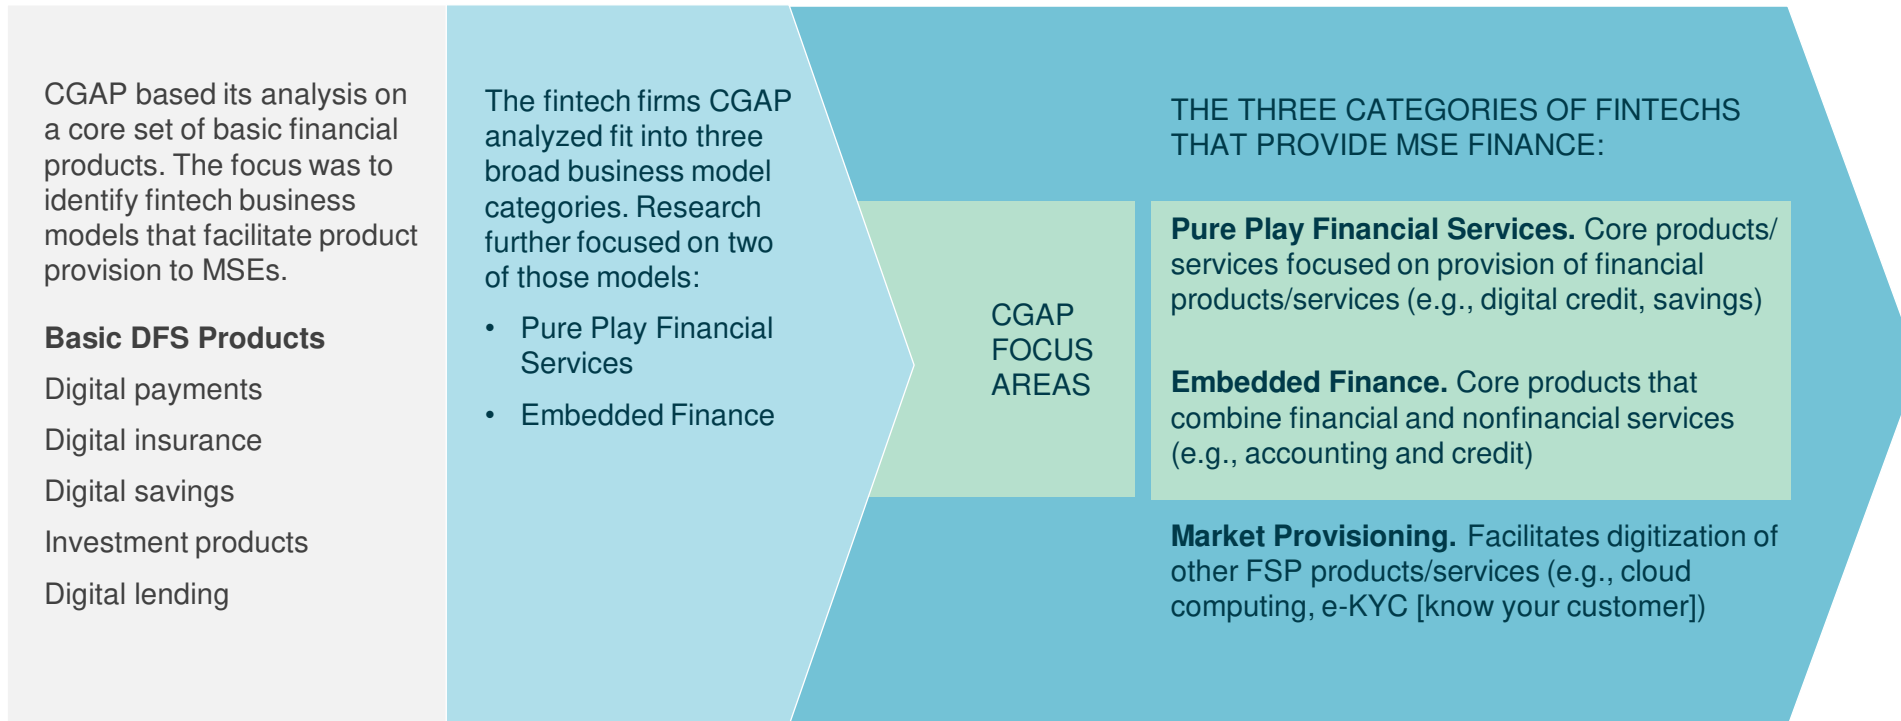 CGAP based its analysis on
a core set of basic financial
products. The focus was to
identify fintech business
models that facilitate product
provision to MSEs.
Basic DFS Products
Digital payments
Digital insurance
Digital savings
Investment products
Digital lending
The fintech firms CGAP
analyzed fit into three
broad business model
categories. Research
further focused on two
of those models:
• Pure Play Financial
Services
• Embedded Finance
CGAP
FOCUS
AREAS
THE THREE CATEGORIES OF FINTECHS
THAT PROVIDE MSE FINANCE:
Pure Play Financial Services. Core products/
services focused on provision of financial
products/services (e.g., digital credit, savings)
Embedded Finance. Core products that
combine financial and nonfinancial services
(e.g., accounting and credit)
Market Provisioning. Facilitates digitization of
other FSP products/services (e.g., cloud
computing, e-KYC [know your customer])